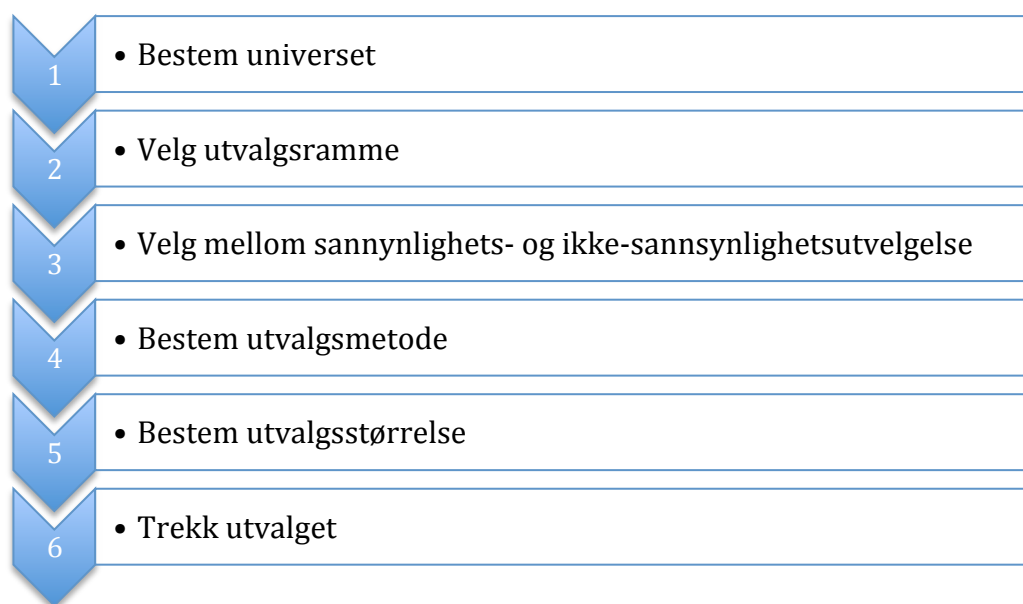 1
• Bestem universet
2
• Velg utvalgsramme
3
• Velg mellom sannynlighets- og ikke-sannsynlighetsutvelgelse
4
• Bestem utvalgsmetode
5
• Bestem utvalgsstørrelse
6
• Trekk utvalget